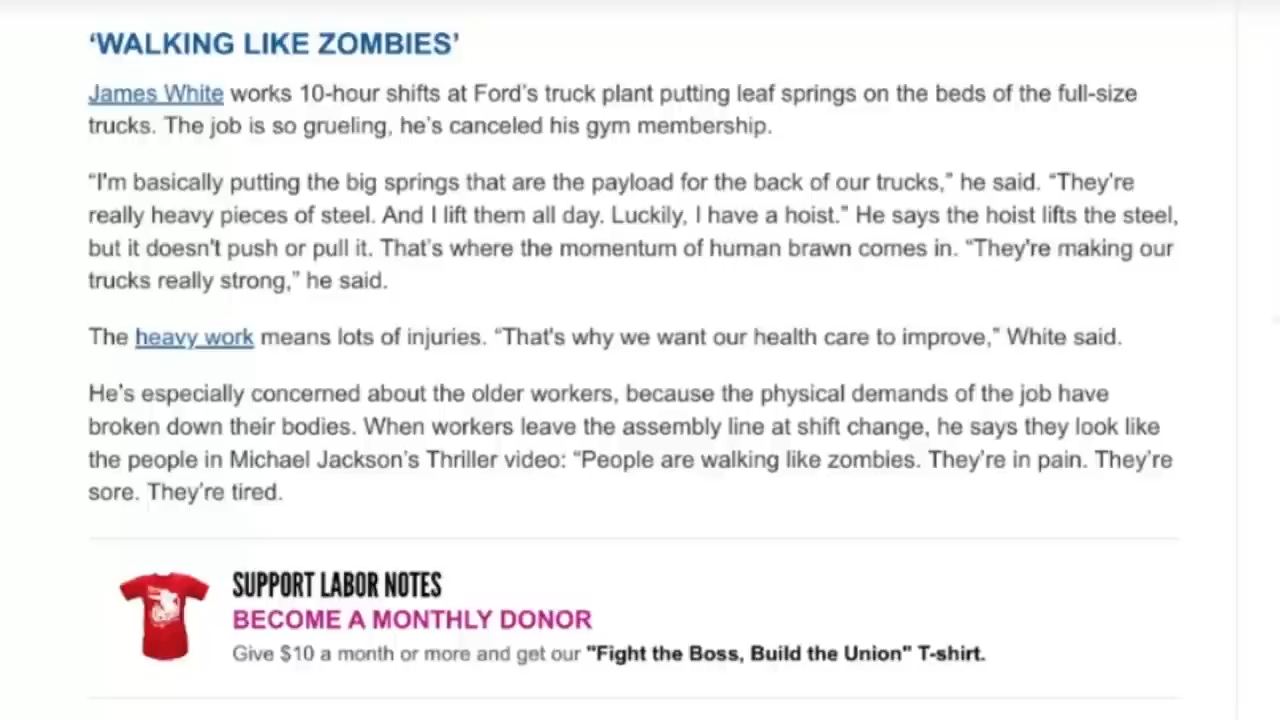 ‘WALKING LIKE ZOMBIES’
James White works 10-hour shifts at Ford’s truck plant putting leaf springs on the beds of the full-size
trucks. The job is so grueling, he’s canceled his gym membership.
“I'm basically putting the big springs that are the payload for the back of our trucks,” he said. “They’re
really heavy pieces of steel. And I lift them all day. Luckily, I have a hoist.” He says the hoist lifts the steel,
but it doesn't push or pull it. That’s where the momentum of human brawn comes in. “They're making our
trucks really strong,” he said.
The heavy work means lots of injuries. “That's why we want our health care to improve,” White said.
He’s especially concerned about the older workers, because the physical demands of the job have
broken down their bodies. When workers leave the assembly line at shift change, he says they look like
the people in Michael Jackson’s Thriller video: “People are walking like zombies. They’re in pain. They’re
sore. They’re tired.
SUPPORT LABOR NOTES
BECOME A MONTHLY DONOR
Give $10 a month or more and get our "Fight the Boss, Build the Union" T-shirt.